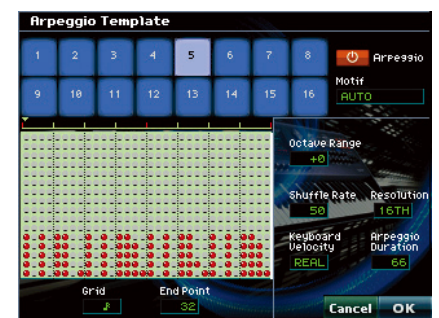 Arpeggio Template
1 2 3 4 5 6 7 8
Arpeggio
9 10 11 12 13 14 15 16
Motif
AUTO
Octave Range
+0
Shuffle Rate Resolution
50 16TH
Keyboard Velocity Arpeggio Duration
REAL 66
Grid End Point
♪ 32
Cancel OK